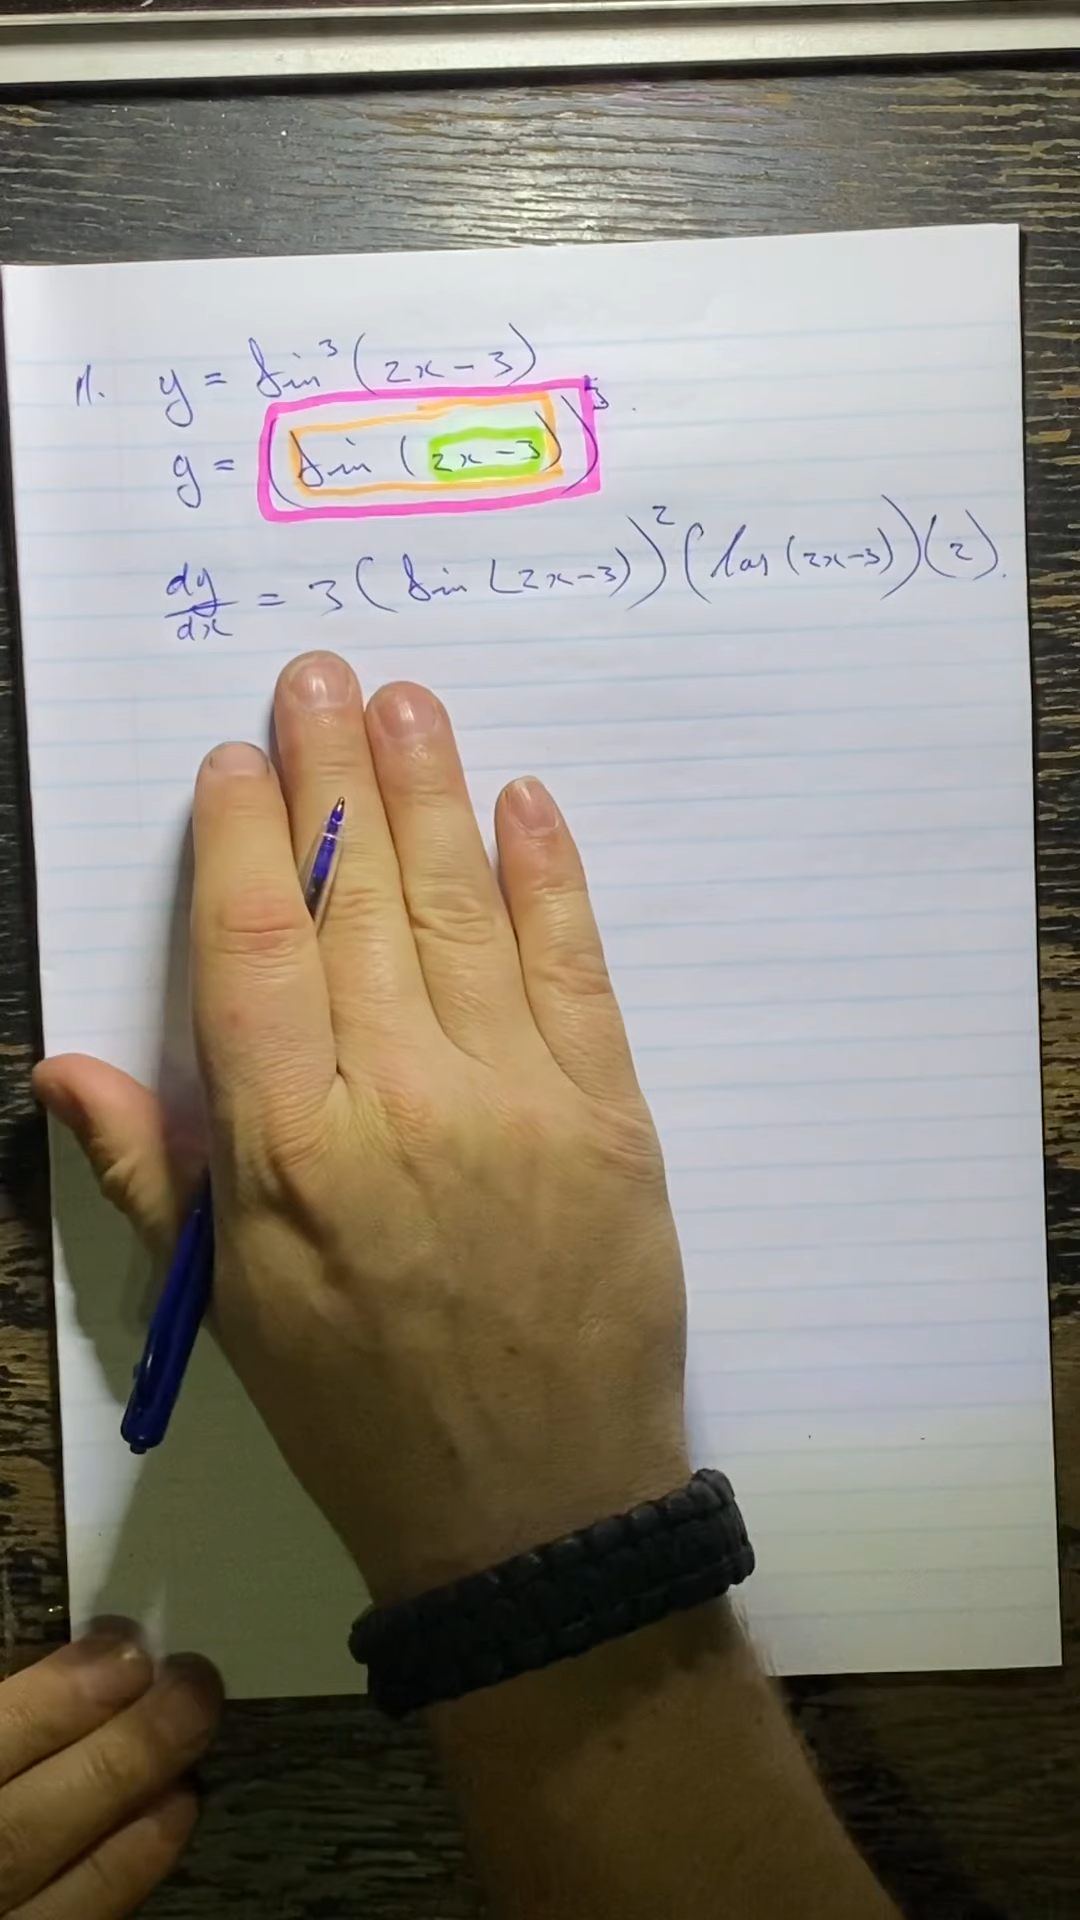 11. y = sin³(2x-3)
y = (sin(2x-3))³
dy/dx = 3(sin(2x-3))²(cos(2x-3))(2).